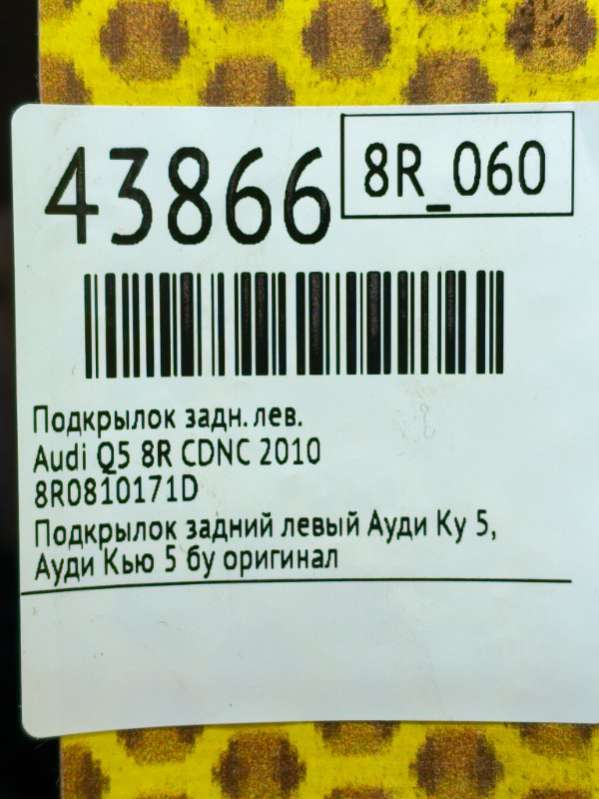 43866
8R_060
Подкрылок задн. лев.
Audi Q5 8R CDNC 2010
8R0810171D
Подкрылок задний левый Ауди Ку 5,
Ауди Кью 5 бу оригинал